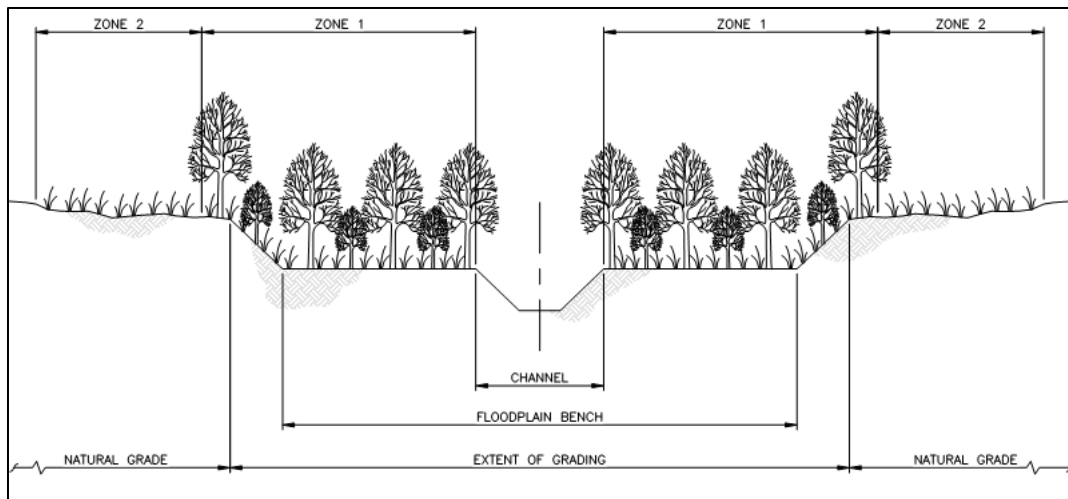 ZONE 2 ZONE 1 ZONE 1 ZONE 2
CHANNEL
FLOODPLAIN BENCH
NATURAL GRADE EXTENT OF GRADING NATURAL GRADE